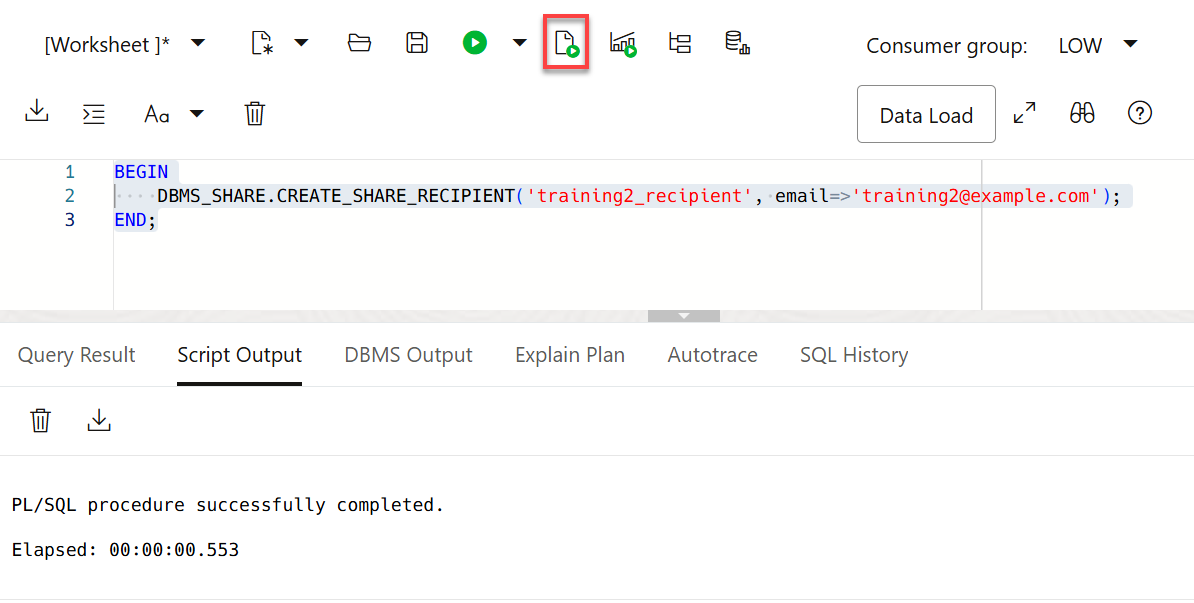 [Worksheet ]*
Consumer group: LOW
Aa
Data Load
1 BEGIN
2 DBMS_SHARE.CREATE_SHARE_RECIPIENT('training2_recipient', email=>'training2@example.com');
3 END;
Query Result Script Output DBMS Output Explain Plan Autotrace SQL History
PL/SQL procedure successfully completed.
Elapsed: 00:00:00.553